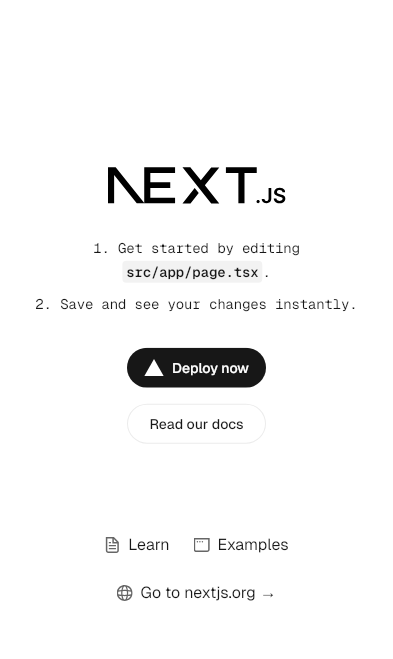 NEXT.JS
1. Get started by editing
src/app/page.tsx.
2. Save and see your changes instantly.
Deploy now
Read our docs
Learn Examples
Go to nextjs.org →